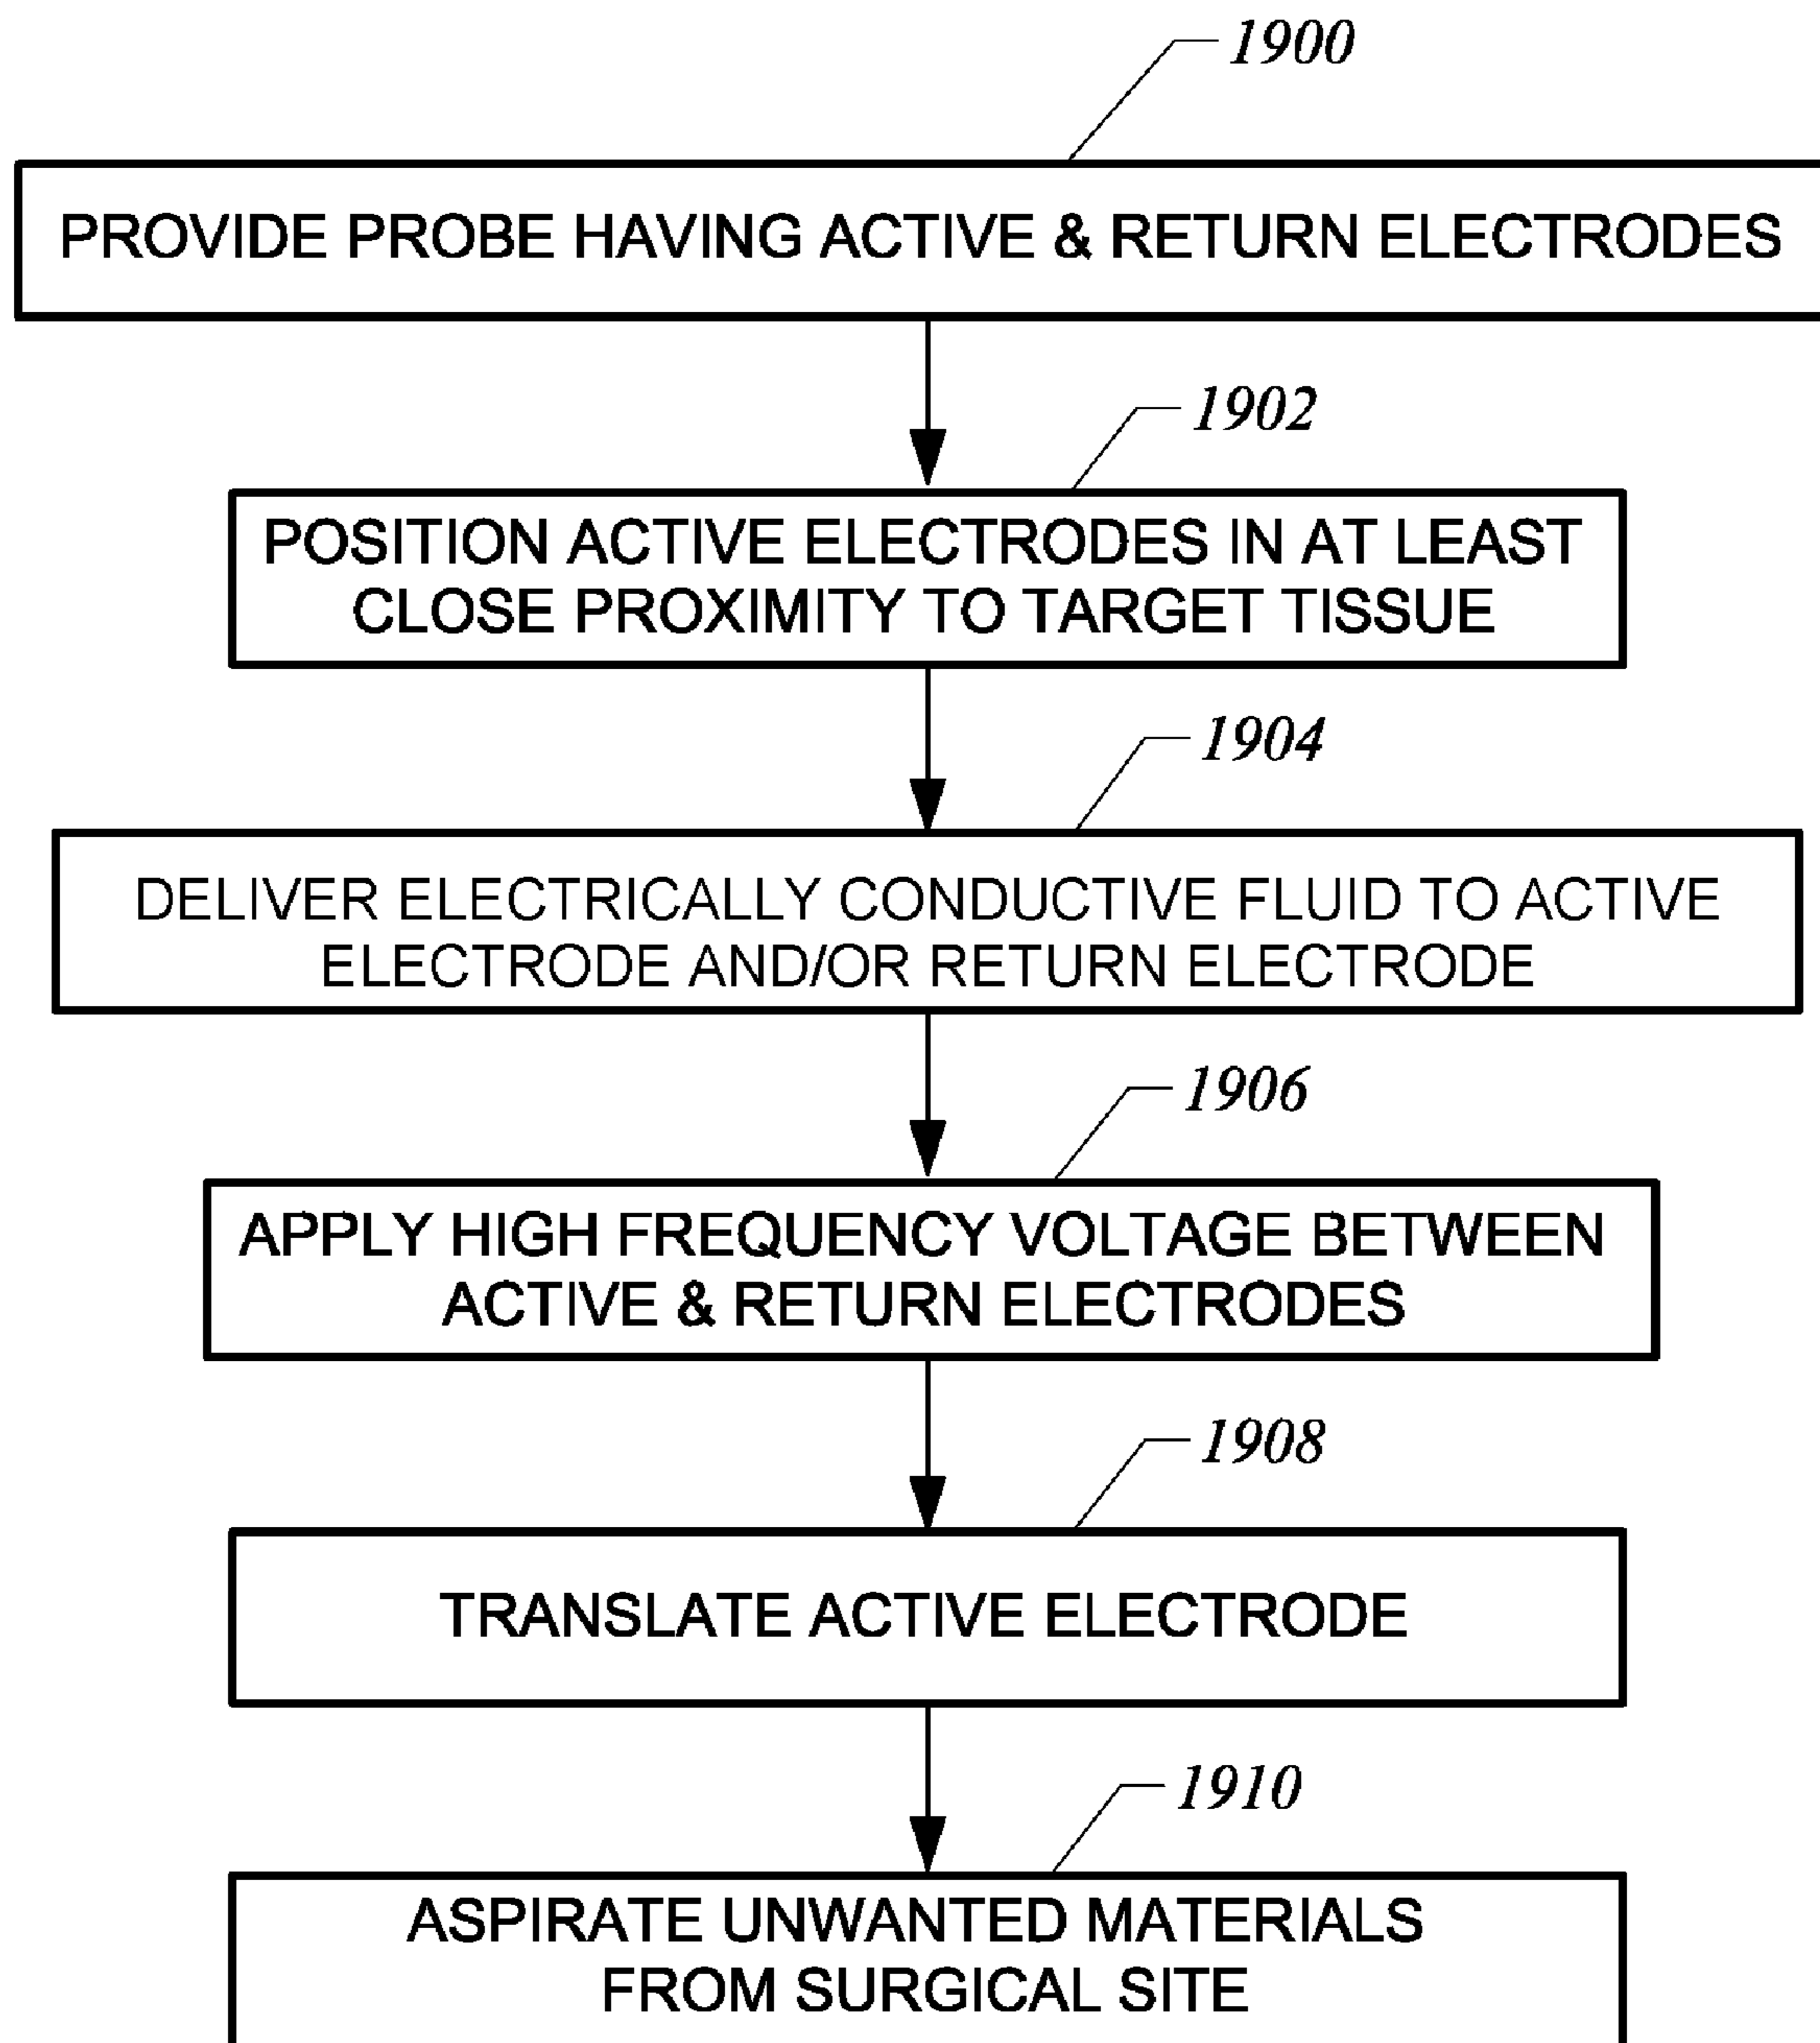 1900
PROVIDE PROBE HAVING ACTIVE & RETURN ELECTRODES
1902
POSITION ACTIVE ELECTRODES IN AT LEAST
CLOSE PROXIMITY TO TARGET TISSUE
1904
DELIVER ELECTRICALLY CONDUCTIVE FLUID TO ACTIVE
ELECTRODE AND/OR RETURN ELECTRODE
1906
APPLY HIGH FREQUENCY VOLTAGE BETWEEN
ACTIVE & RETURN ELECTRODES
1908
TRANSLATE ACTIVE ELECTRODE
1910
ASPIRATE UNWANTED MATERIALS
FROM SURGICAL SITE